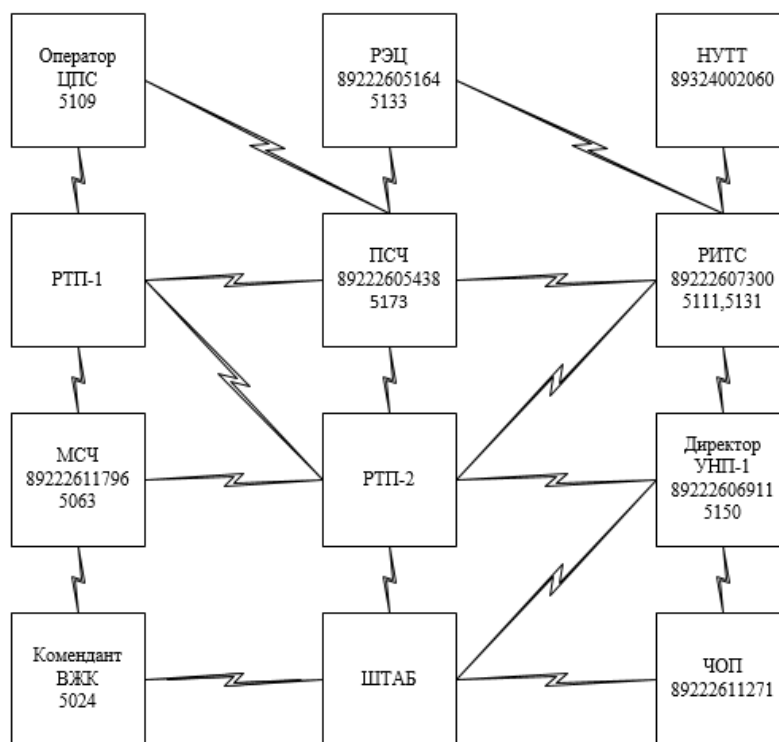 Оператор
ЦПС
5109
РЭЦ
89222605164
5133
НУТТ
89324002060
РТП-1
ПСЧ
89222605438
5173
РИТС
89222607300
5111,5131
МСЧ
89222611796
5063
РТП-2
Директор
УНП-1
89222606911
5150
Комендант
ВЖК
5024
ШТАБ
ЧОП
89222611271